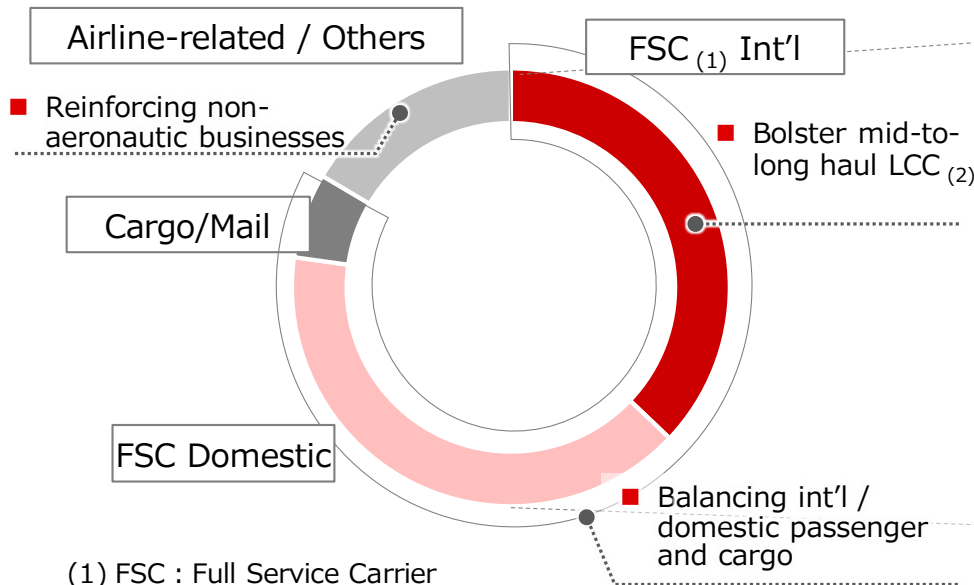 Airline-related / Others
FSC (1) Int'l
■ Reinforcing non-
aeronautic businesses
■ Bolster mid-to-
long haul LCC (2)
Cargo/Mail
FSC Domestic
■ Balancing int'l /
domestic passenger
and cargo
(1) FSC : Full Service Carrier